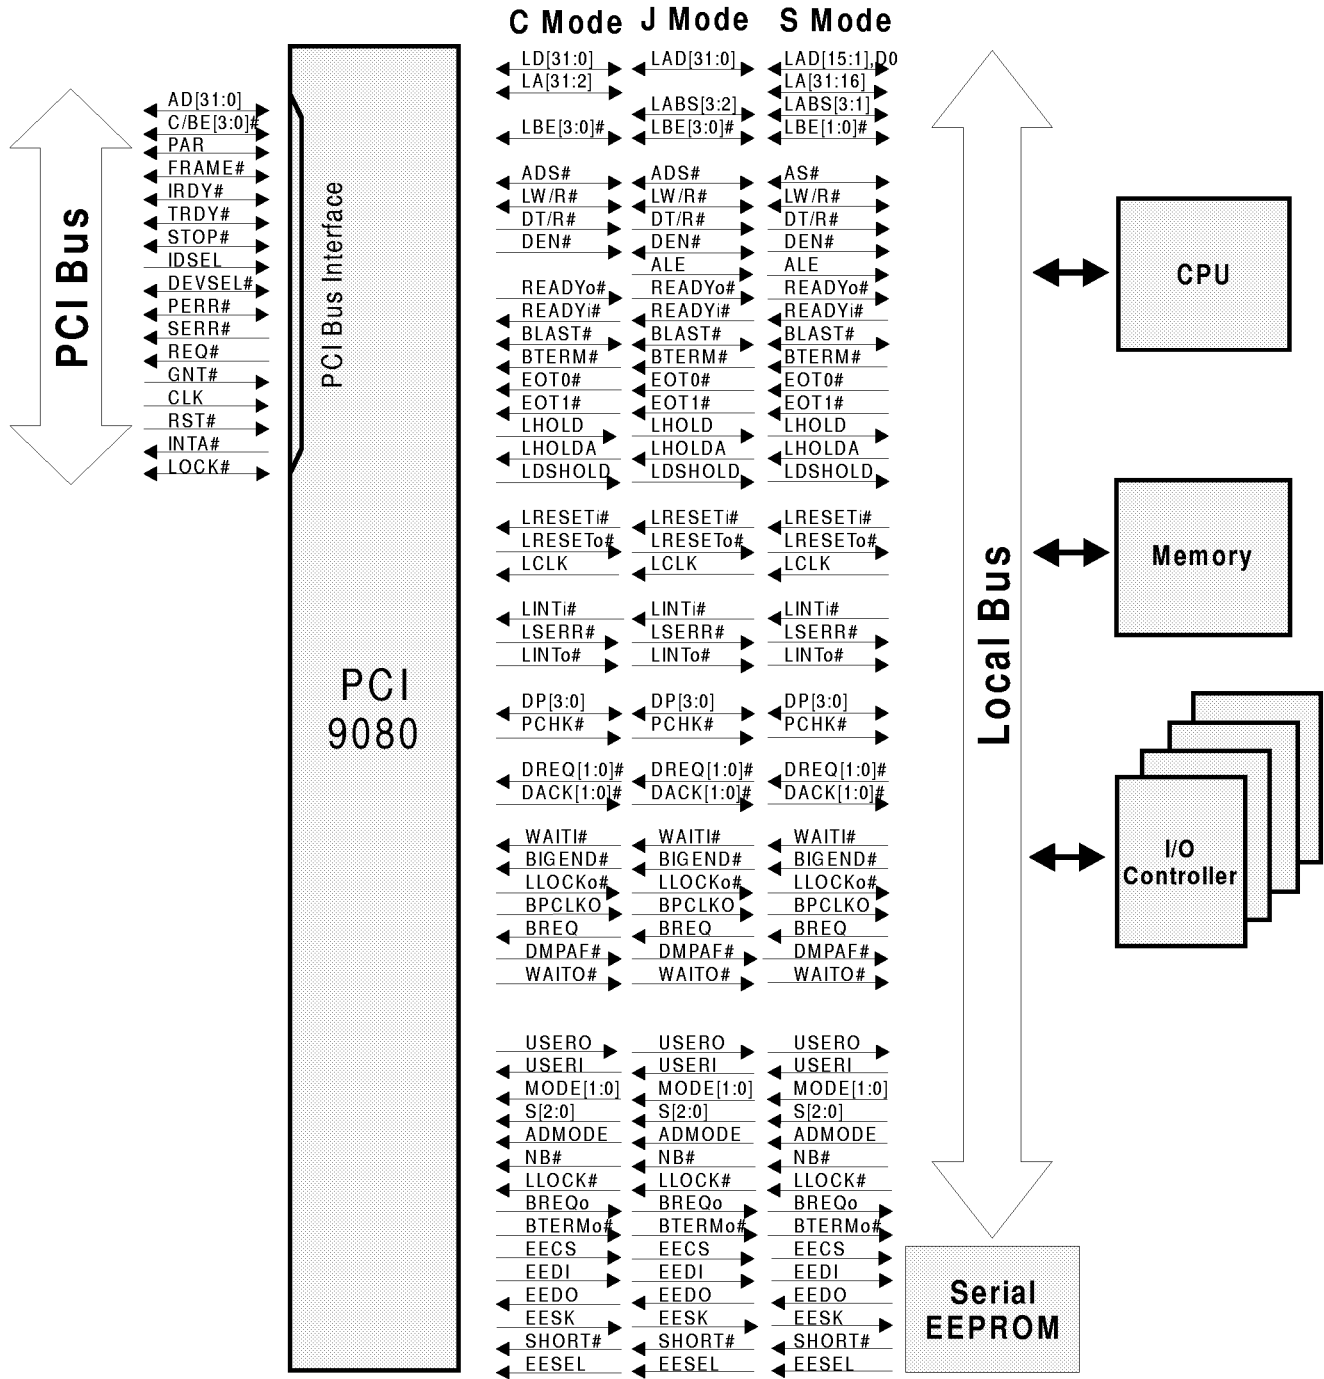 C Mode J Mode S Mode
LD[31:0] LAD[31:0] LAD[15:1],D0
LA[31:2] LA[31:16]
LABS[3:2] LABS[3:1]
LBE[3:0]# LBE[3:0]# LBE[1:0]#
ADS# ADS# AS#
LW/R# LW/R# LW/R#
DT/R# DT/R# DT/R#
DEN# DEN# DEN#
ALE ALE
READYo# READYo# READYo#
READYi# READYi# READYi#
BLAST# BLAST# BLAST#
BTERM# BTERM# BTERM#
EOT0# EOT0# EOT0#
EOT1# EOT1# EOT1#
LHOLD LHOLD LHOLD
LHOLDA LHOLDA LHOLDA
LDSHOLD LDSHOLD LDSHOLD
LRESETi# LRESETi# LRESETi#
LRESETo# LRESETo# LRESETo#
LCLK LCLK LCLK
LINTi# LINTi# LINTi#
LSERR# LSERR# LSERR#
LINTo# LINTo# LINTo#
DP[3:0] DP[3:0] DP[3:0]
PCHK# PCHK# PCHK#
DREQ[1:0]# DREQ[1:0]# DREQ[1:0]#
DACK[1:0]# DACK[1:0]# DACK[1:0]#
WAITI# WAITI# WAITI#
BIGEND# BIGEND# BIGEND#
LLOCKo# LLOCKo# LLOCKo#
BPCLKO BPCLKO BPCLKO
BREQ BREQ BREQ
DMPAF# DMPAF# DMPAF#
WAITO# WAITO# WAITO#
USERO USERO USERO
USERI USERI USERI
MODE[1:0] MODE[1:0] MODE[1:0]
S[2:0] S[2:0] S[2:0]
ADMODE ADMODE ADMODE
NB# NB# NB#
LLOCK# LLOCK# LLOCK#
BREQo BREQo BREQo
BTERMo# BTERMo# BTERMo#
EECS EECS EECS
EEDI EEDI EEDI
EEDO EEDO EEDO
EESK EESK EESK
SHORT# SHORT# SHORT#
EESEL EESEL EESEL
PCI Bus
AD[31:0]
C/BE[3:0]#
PAR
FRAME#
IRDY#
TRDY#
STOP#
IDSEL
DEVSEL#
PERR#
SERR#
REQ#
GNT#
CLK
RST#
INTA#
LOCK#
PCI Bus Interface
PCI
9080
Local Bus
CPU
Memory
I/O
Controller
Serial
EEPROM